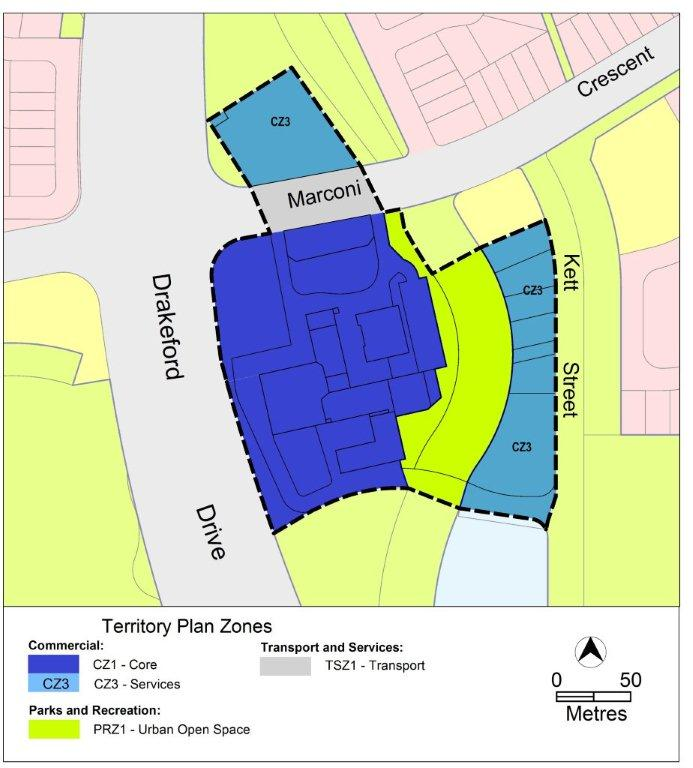 Crescent
CZ3
Marconi
Kett
Street
CZ3
Drakeford
Drive
CZ3
Territory Plan Zones
Commercial:
CZ1 - Core
CZ3
CZ3 - Services
Parks and Recreation:
PRZ1 - Urban Open Space
Transport and Services:
TSZ1 - Transport
0 50
Metres